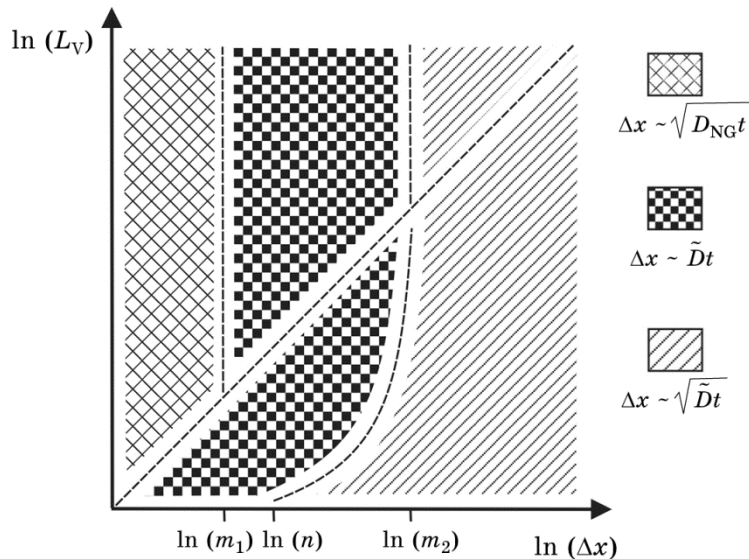 ln (L_V)
Δx ~ √(D_NG t)
Δx ~ D̃t
Δx ~ √(D̃t)
ln (m₁)
ln (n)
ln (m₂)
ln (Δx)